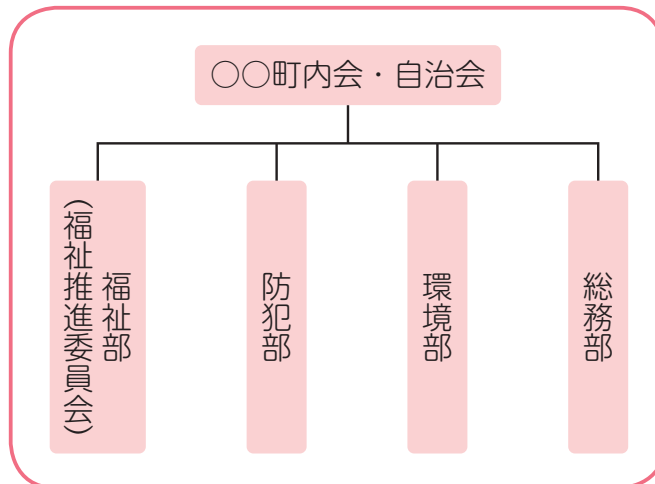 ○○町内会・自治会
福祉部
(福祉推進委員会)
防犯部
環境部
総務部